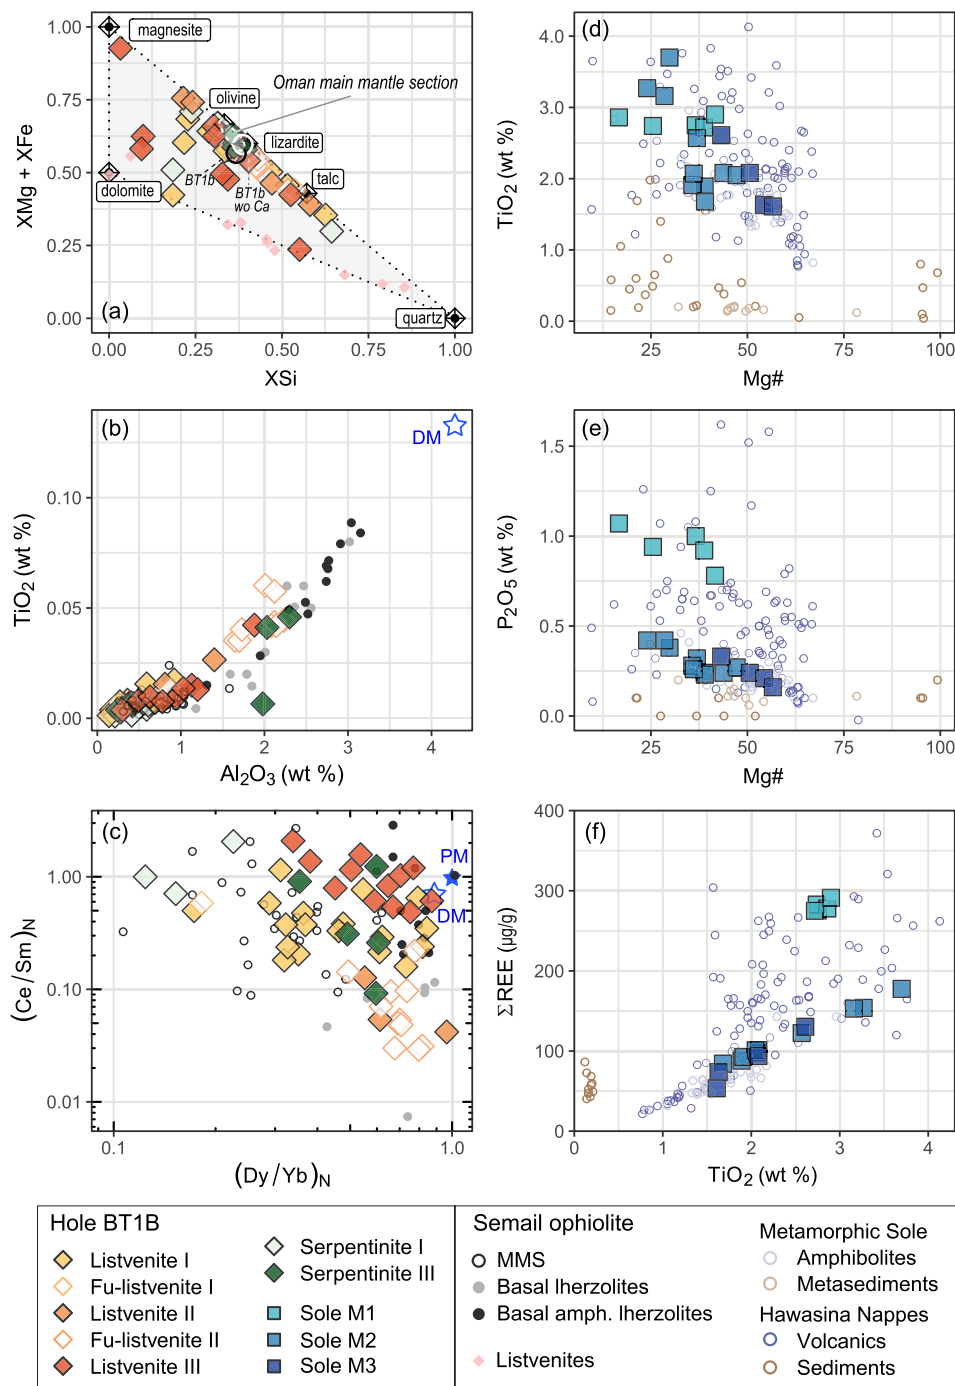 (a)
XMg + XFe
1.00
0.75
0.50
0.25
0.00
magnesite
olivine
Oman main mantle section
lizardite
talc
dolomite
BT1b
BT1b
wo Ca
quartz
0.00 0.25 0.50 0.75 1.00
XSi
(d)
TiO2 (wt %)
4.0
3.0
2.0
1.0
0.0
25 50 75 100
Mg#
(b)
DM
TiO2 (wt %)
0.10
0.05
0.00
0 1 2 3 4
Al2O3 (wt %)
(e)
P2O5 (wt %)
1.5
1.0
0.5
0.0
25 50 75 100
Mg#
(c)
PM
DM
(Ce/Sm)N
1.00
0.10
0.01
0.1 1.0
(Dy/Yb)N
(f)
ΣREE (µg/g)
400
300
200
100
0
0 1 2 3 4
TiO2 (wt %)
Hole BT1B
Listvenite I
Fu-listvenite I
Listvenite II
Fu-listvenite II
Listvenite III
Serpentinite I
Serpentinite III
Sole M1
Sole M2
Sole M3
Semail ophiolite
MMS
Basal lherzolites
Basal amph. lherzolites
Listvenites
Metamorphic Sole
Amphibolites
Metasediments
Hawasina Nappes
Volcanics
Sediments